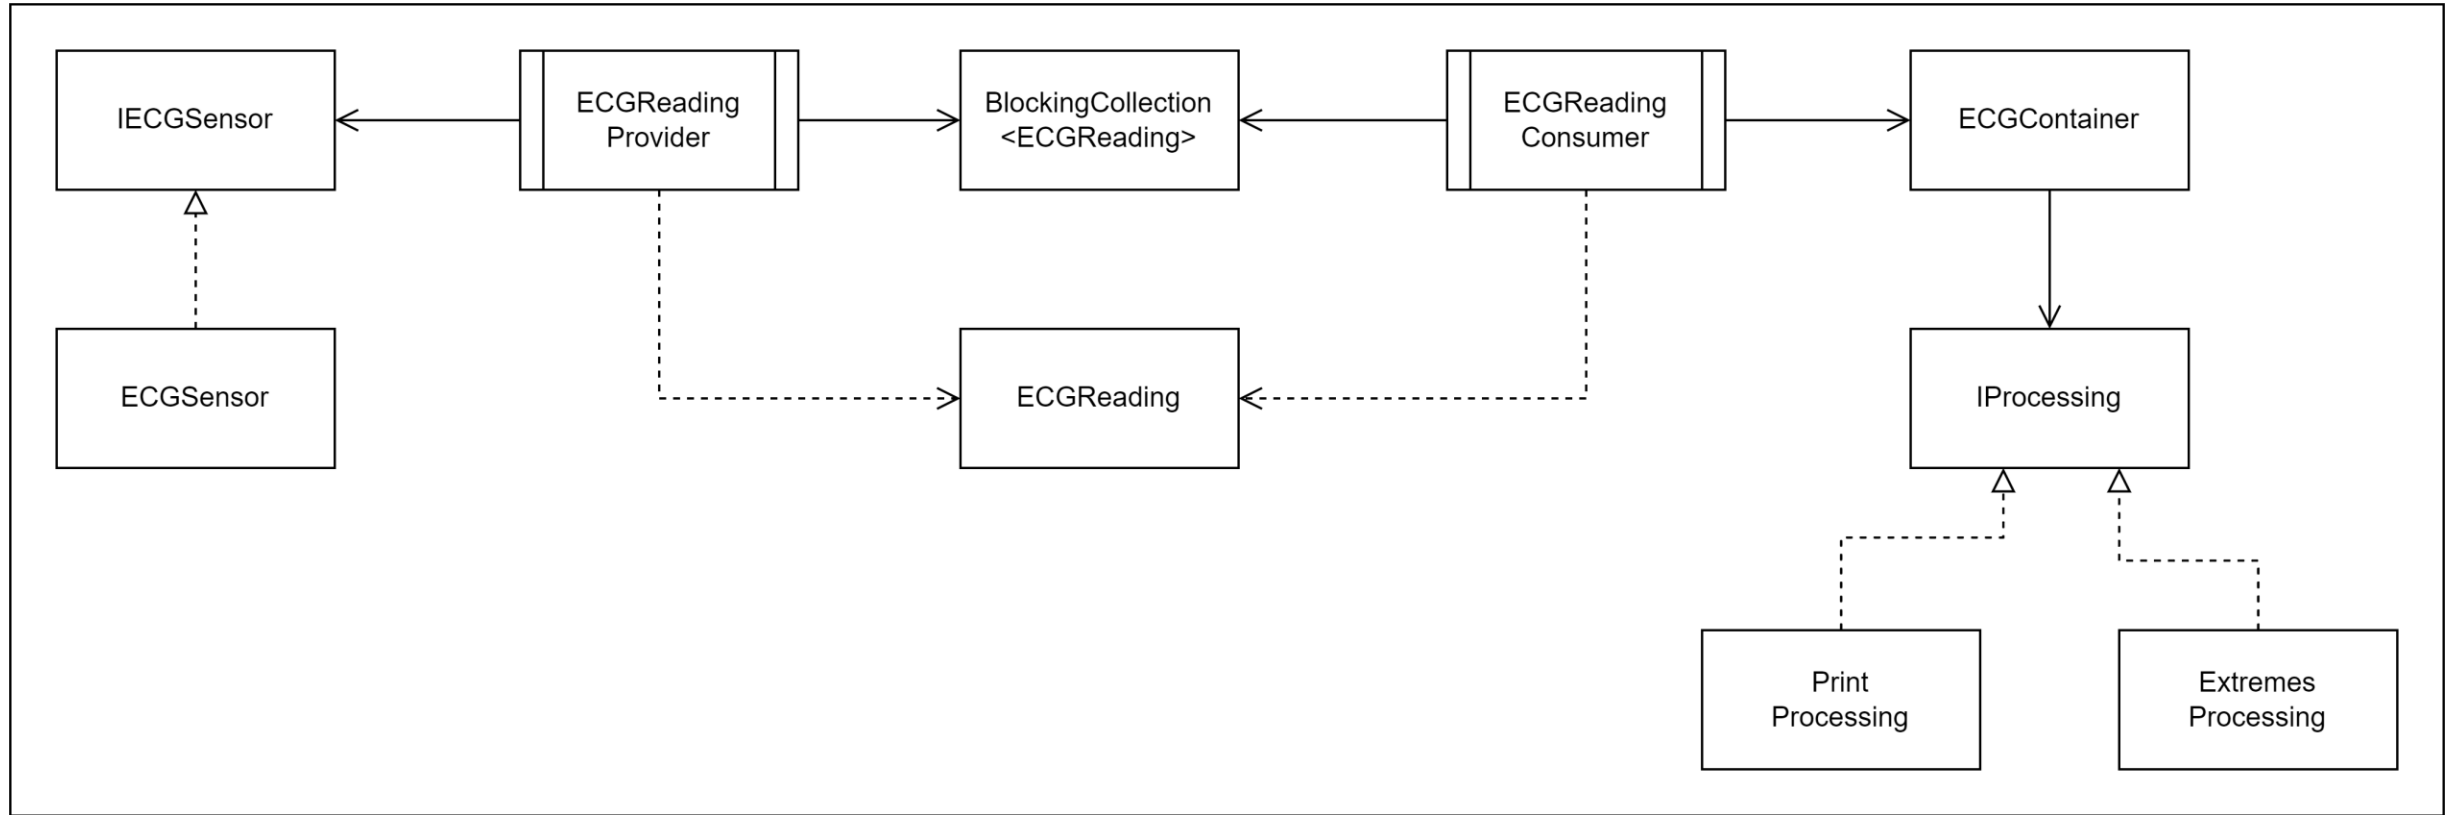 IECGSensor
ECGReading
Provider
BlockingCollection
<ECGReading>
ECGReading
Consumer
ECGContainer
ECGSensor
ECGReading
IProcessing
Print
Processing
Extremes
Processing